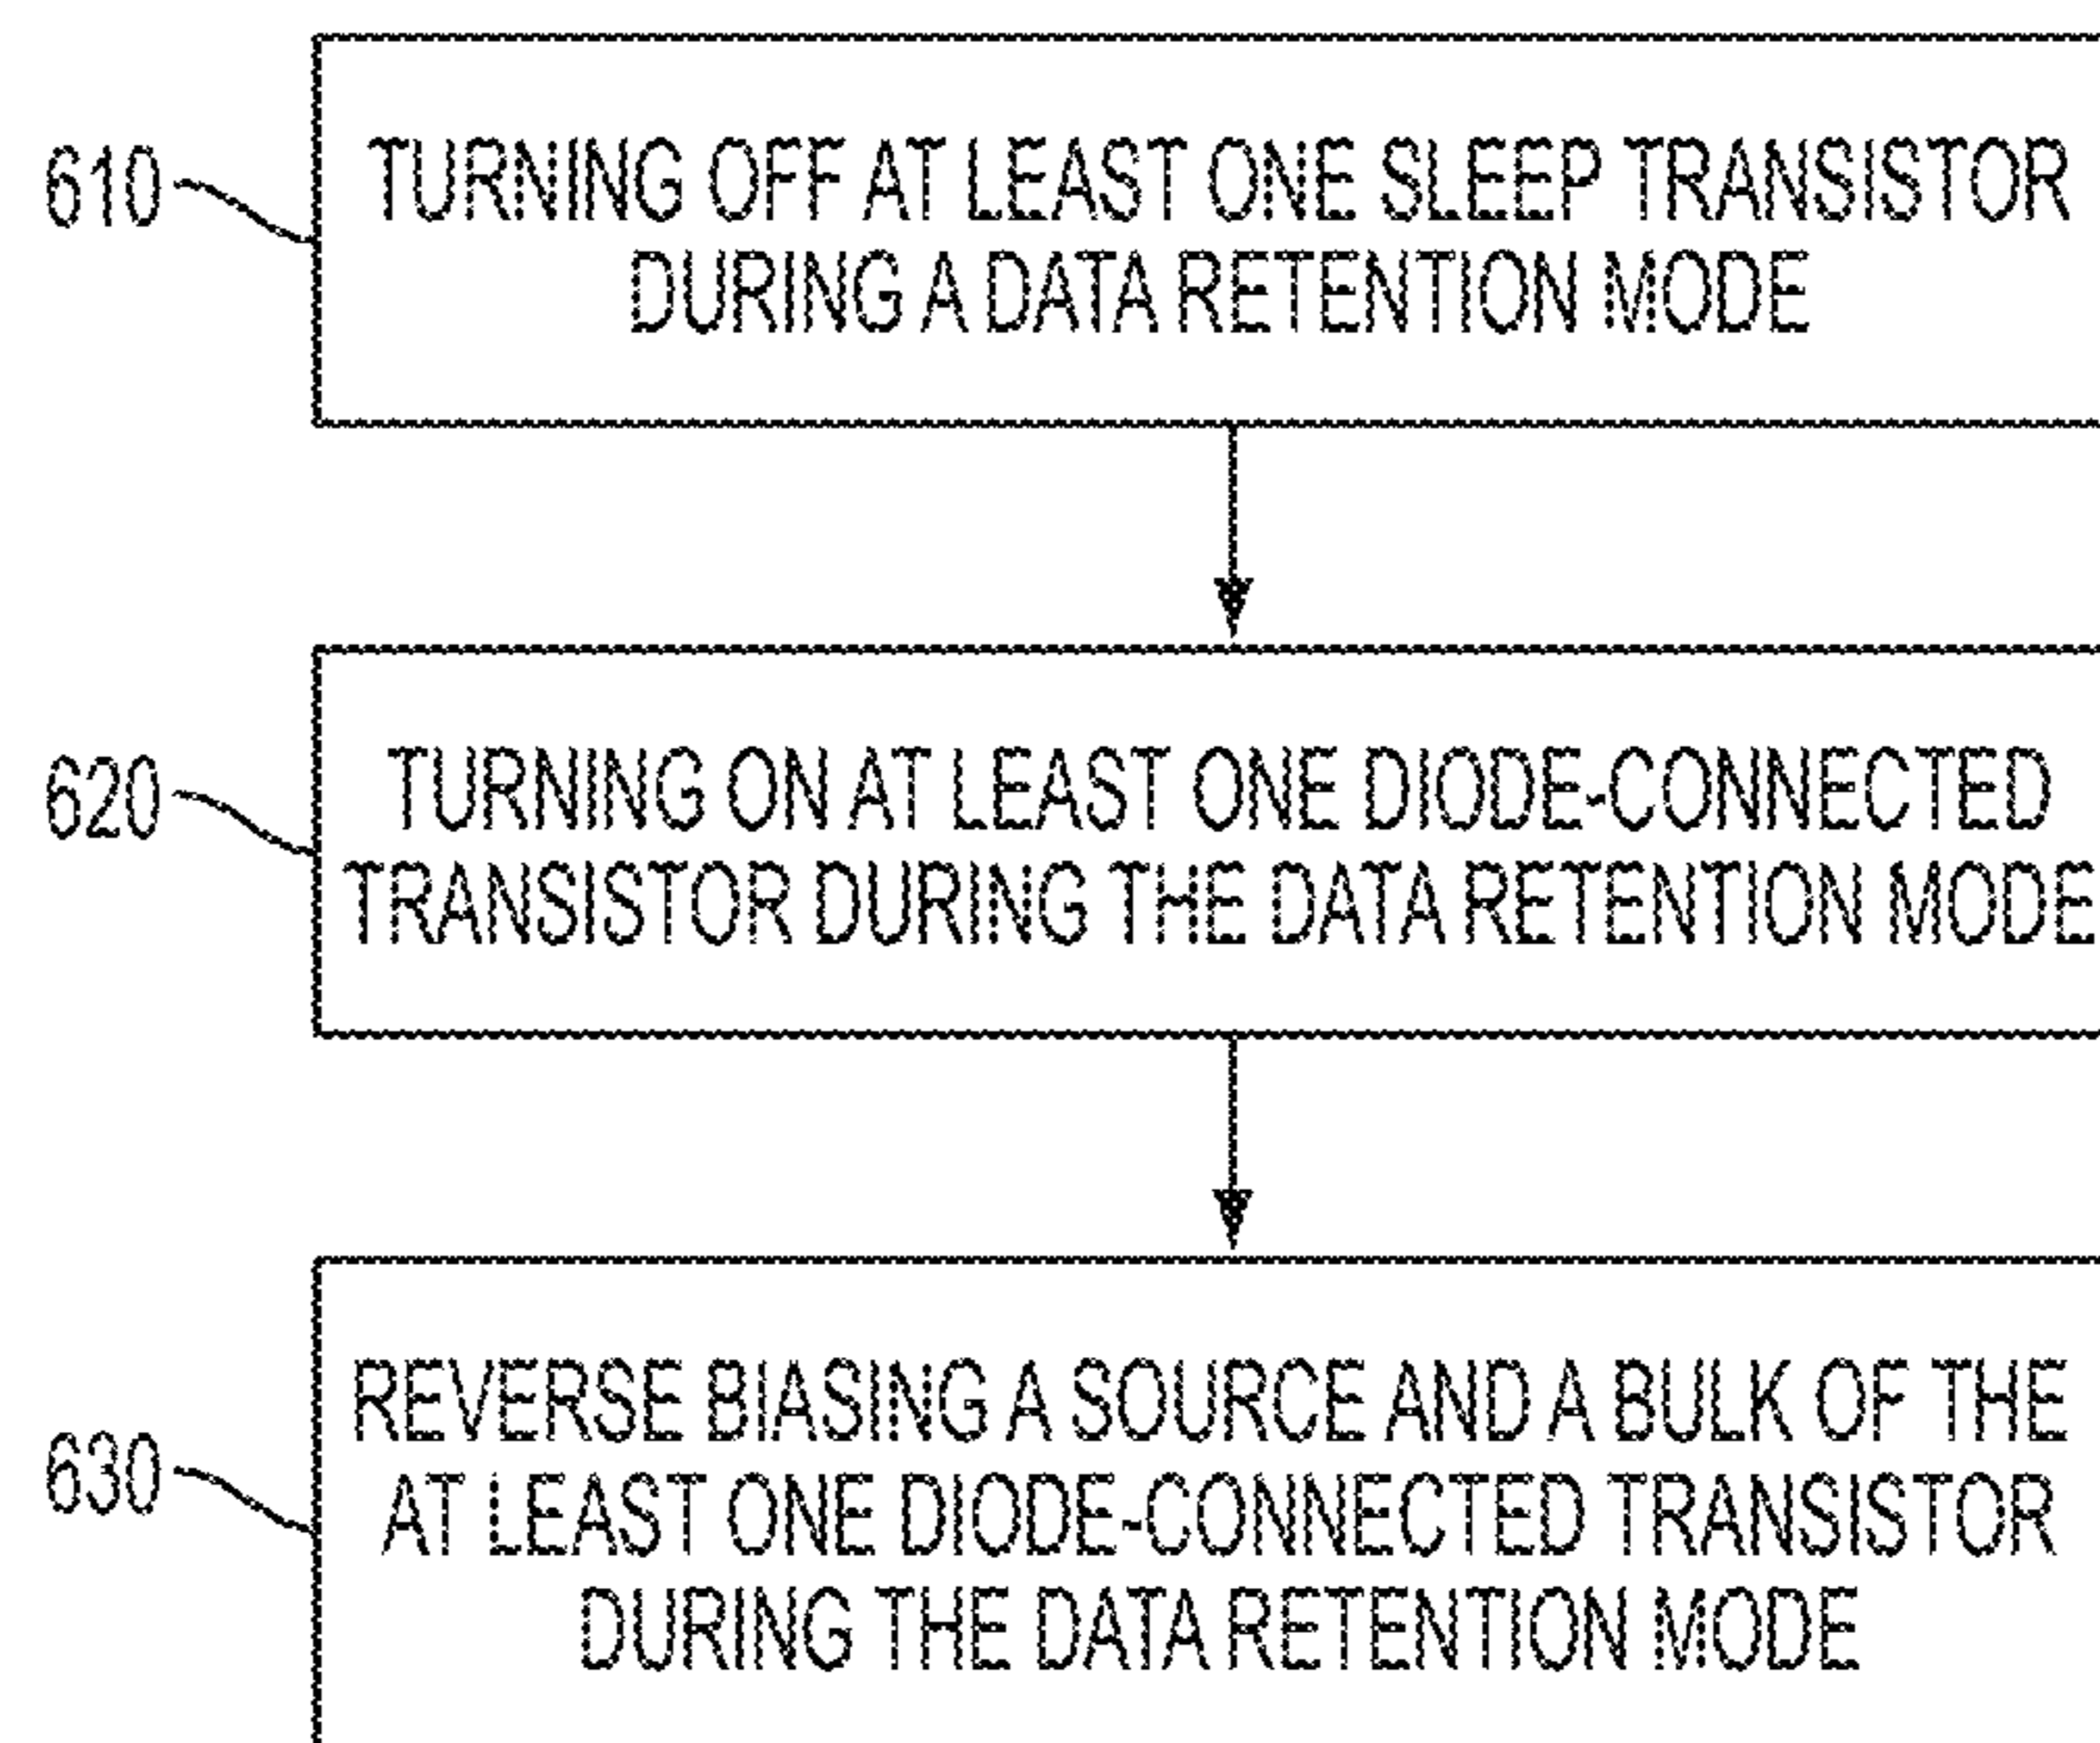 610
TURNING OFF AT LEAST ONE SLEEP TRANSISTOR
DURING A DATA RETENTION MODE
620
TURNING ON AT LEAST ONE DIODE-CONNECTED
TRANSISTOR DURING THE DATA RETENTION MODE
630
REVERSE BIASING A SOURCE AND A BULK OF THE
AT LEAST ONE DIODE-CONNECTED TRANSISTOR
DURING THE DATA RETENTION MODE